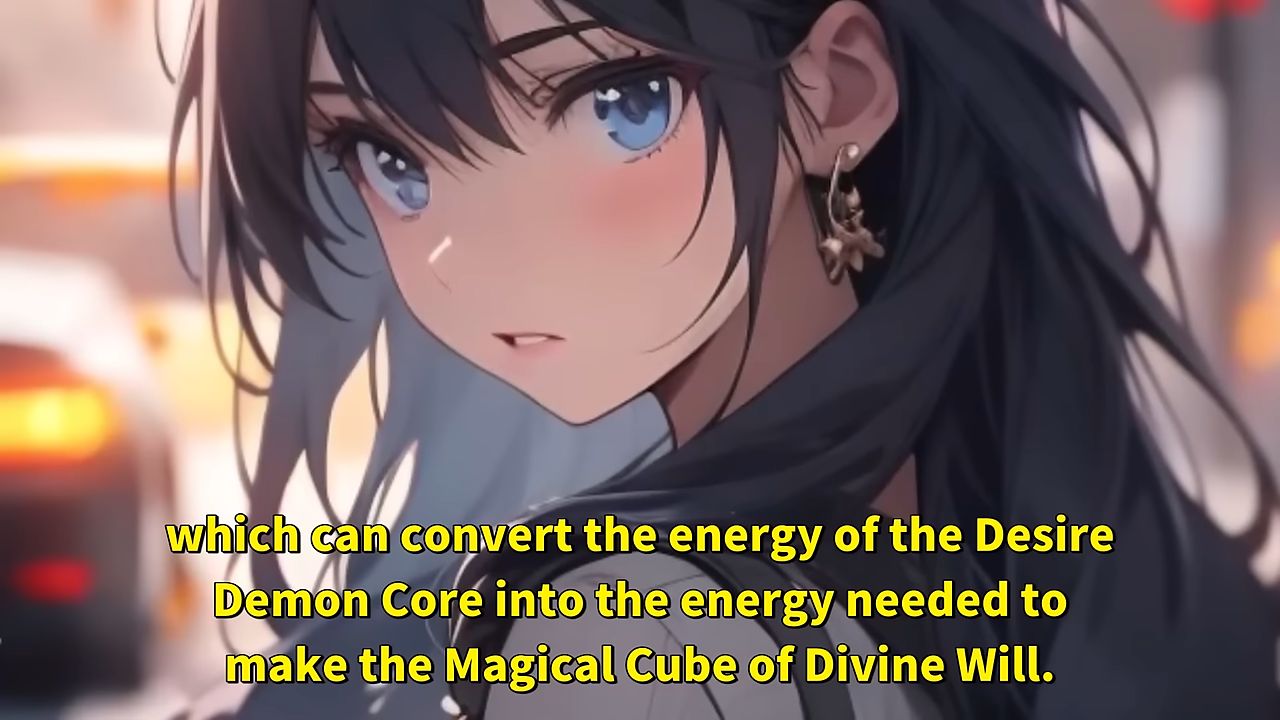 which can convert the energy of the Desire
Demon Core into the energy needed to
make the Magical Cube of Divine Will.